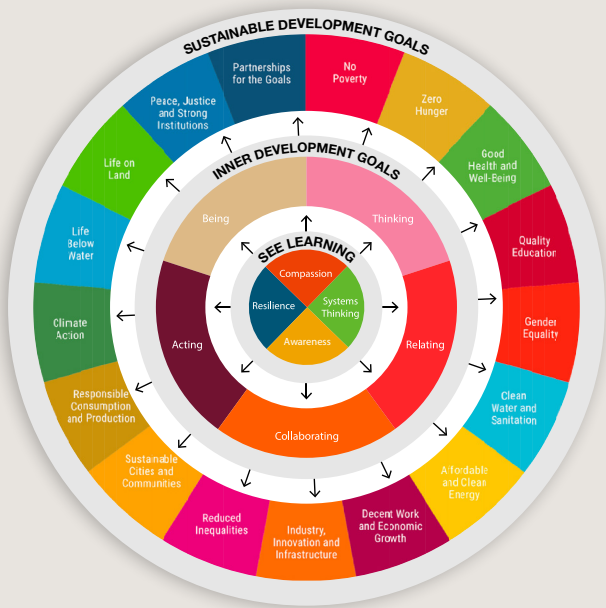 SUSTAINABLE DEVELOPMENT GOALS
No
Poverty
Zero
Hunger
Good
Health and
Well-Being
Quality
Education
Gender
Equality
Clean
Water and
Sanitation
Affordable
and Clean
Energy
Decent Work
and Economic
Growth
Industry,
Innovation and
Infrastructure
Reduced
Inequalities
Sustainable
Cities and
Communities
Responsible
Consumption
and Production
Climate
Action
Life
Below
Water
Life on
Land
Peace, Justice
and Strong
Institutions
Partnerships
for the Goals
INNER DEVELOPMENT GOALS
Being
Thinking
Relating
Collaborating
Acting
SEE LEARNING
Compassion
Systems
Thinking
Awareness
Resilience